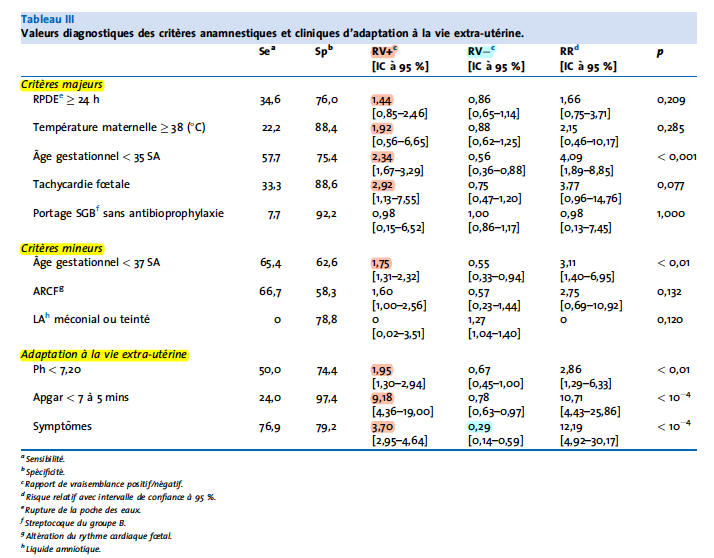 Tableau III
Valeurs diagnostiques des critères anamnestiques et cliniques d'adaptation à la vie extra-utérine.
Seᵃ Spᵇ RV+ᶜ RV−ᶜ RRᵈ p
[IC à 95 %] [IC à 95 %] [IC à 95 %]
Critères majeurs
RPDEᵉ ≥ 24 h 34,6 76,0 1,44 0,86 1,66 0,209
[0,85–2,46] [0,65–1,14] [0,75–3,71]
Température maternelle ≥ 38 (°C) 22,2 88,4 1,92 0,88 2,15 0,285
[0,56–6,65] [0,62–1,25] [0,46–10,17]
Âge gestationnel < 35 SA 57,7 75,4 2,34 0,56 4,09 < 0,001
[1,67–3,29] [0,36–0,88] [1,89–8,85]
Tachycardie fœtale 33,3 88,6 2,92 0,75 3,77 0,077
[1,13–7,55] [0,47–1,20] [0,96–14,76]
Portage SGBᶠ sans antibioprophylaxie 7,7 92,2 0,98 1,00 0,98 1,000
[0,15–6,52] [0,86–1,17] [0,13–7,45]
Critères mineurs
Âge gestationnel < 37 SA 65,4 62,6 1,75 0,55 3,11 < 0,01
[1,31–2,32] [0,33–0,94] [1,40–6,95]
ARCFᵍ 66,7 58,3 1,60 0,57 2,75 0,132
[1,00–2,56] [0,23–1,44] [0,69–10,92]
LAʰ méconial ou teinté 0 78,8 0 1,27 0 0,120
[0,02–3,51] [1,04–1,40]
Adaptation à la vie extra-utérine
Ph < 7,20 50,0 74,4 1,95 0,67 2,86 < 0,01
[1,30–2,94] [0,45–1,00] [1,29–6,33]
Apgar < 7 à 5 mins 24,0 97,4 9,18 0,78 10,71 < 10⁻⁴
[4,36–19,00] [0,63–0,97] [4,43–25,86]
Symptômes 76,9 79,2 3,70 0,29 12,19 < 10⁻⁴
[2,95–4,64] [0,14–0,59] [4,92–30,17]
ᵃ Sensibilité.
ᵇ Spécificité.
ᶜ Rapport de vraisemblance positif/négatif.
ᵈ Risque relatif avec intervalle de confiance à 95 %.
ᵉ Rupture de la poche des eaux.
ᶠ Streptocoque du groupe B.
ᵍ Altération du rythme cardiaque fœtal.
ʰ Liquide amniotique.